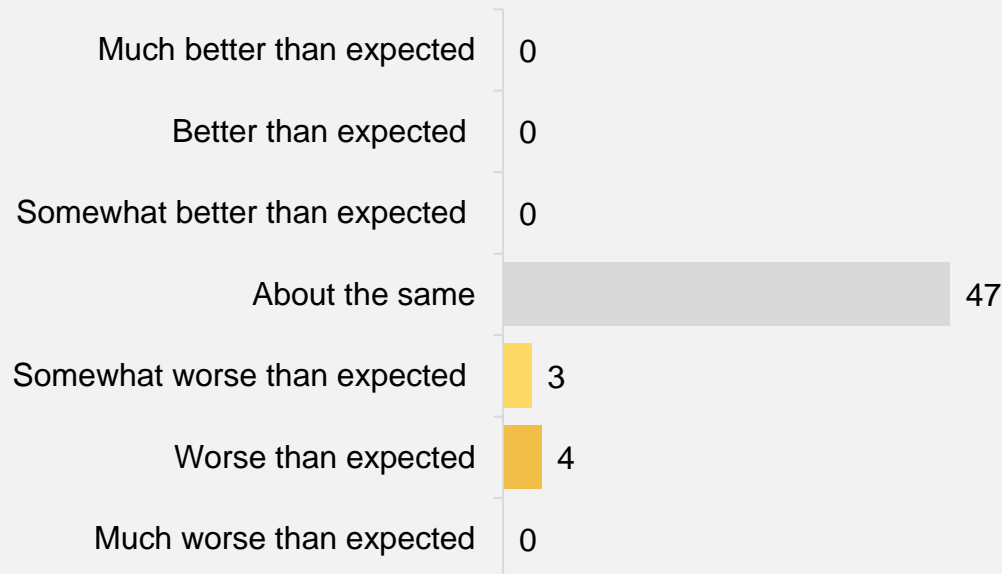 Much better than expected 0
Better than expected 0
Somewhat better than expected 0
About the same 47
Somewhat worse than expected 3
Worse than expected 4
Much worse than expected 0